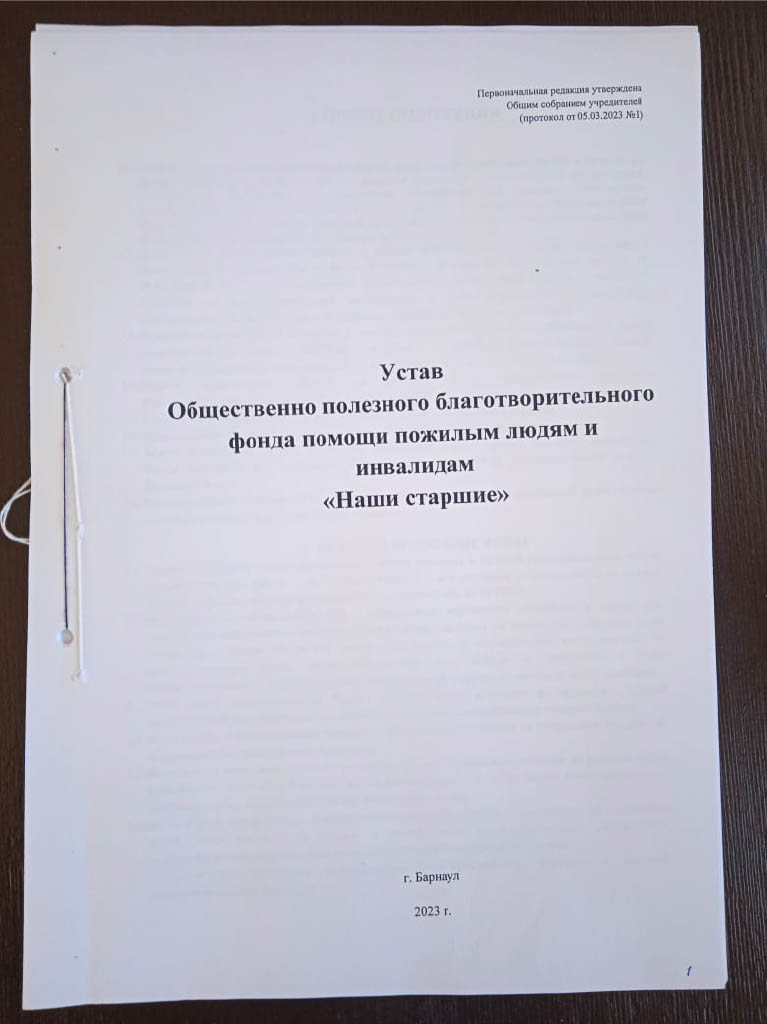 Первоначальная редакция утверждена
Общим собранием учредителей
(протокол от 05.03.2023 №1)
Устав
Общественно полезного благотворительного
фонда помощи пожилым людям и
инвалидам
«Наши старшие»
г. Барнаул
2023 г.
1